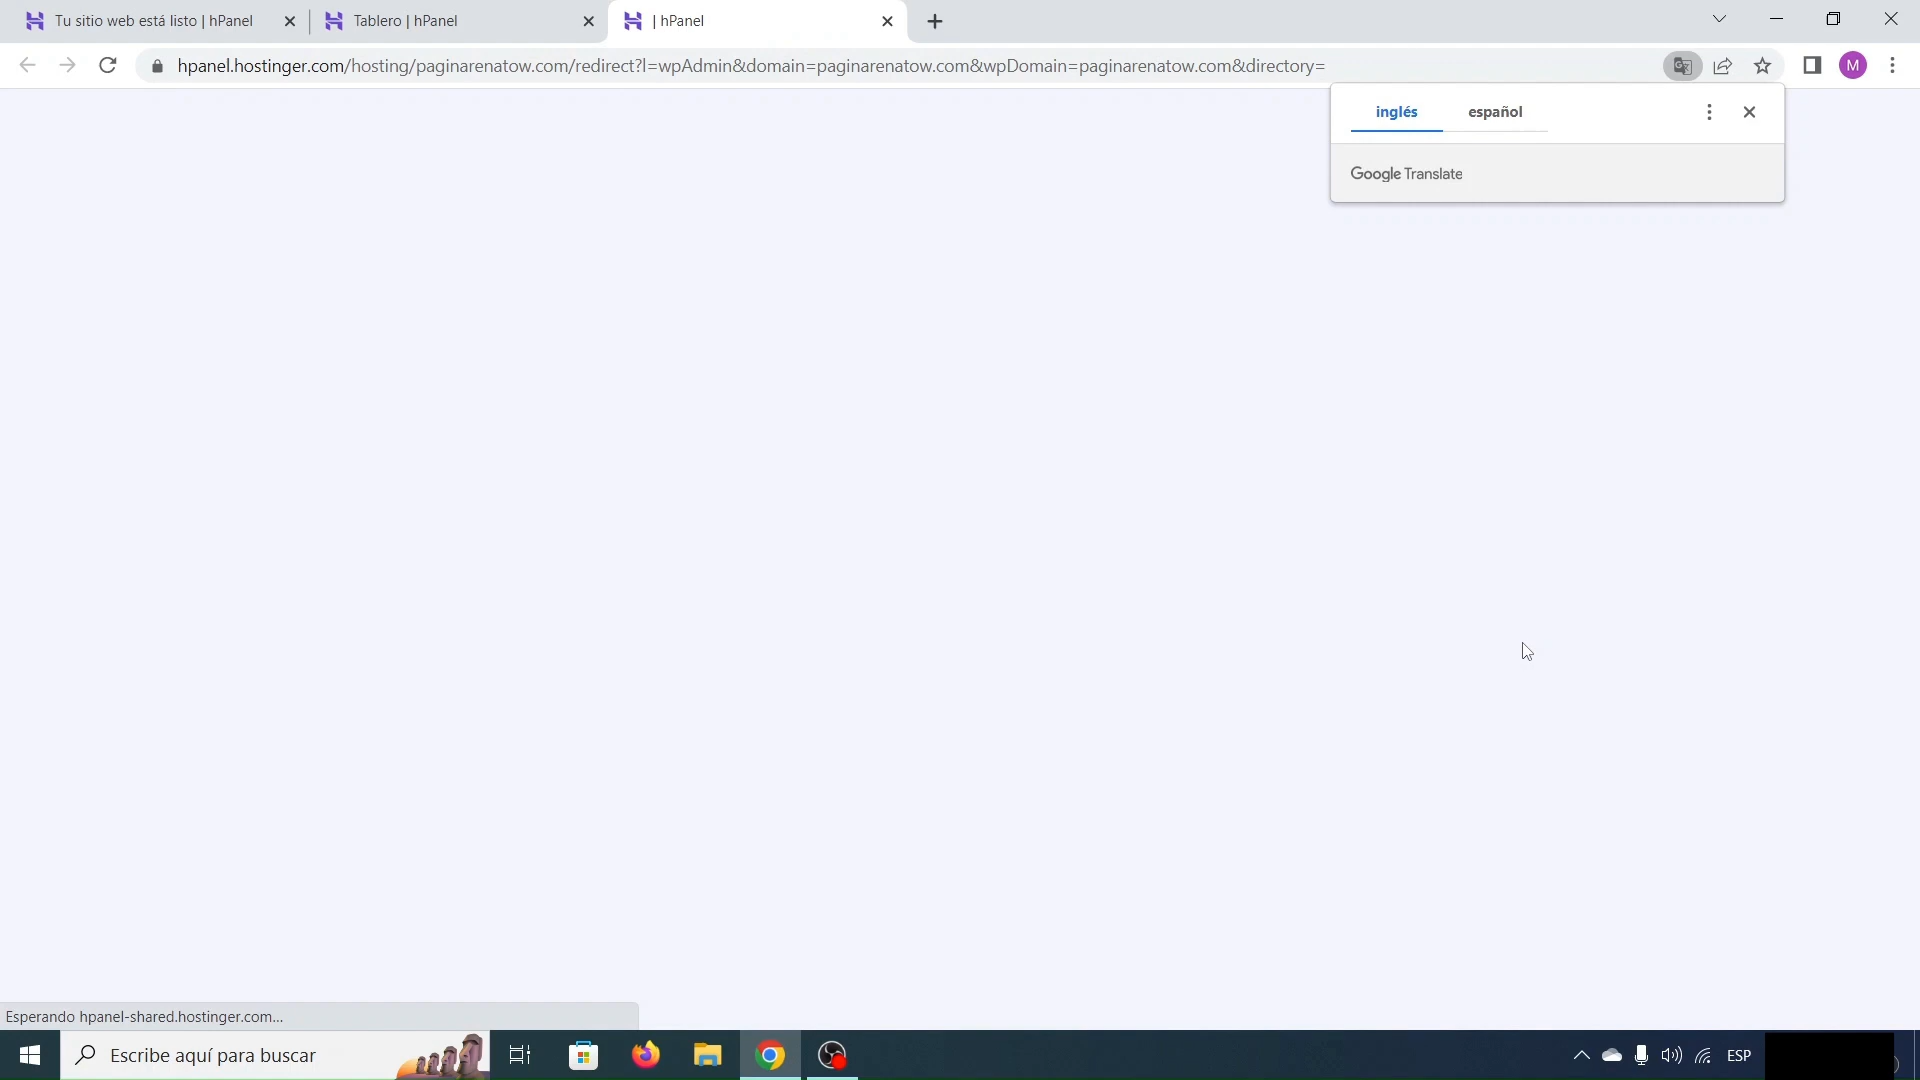 Tu sitio web está listo | hPanel
Tablero | hPanel
| hPanel
hpanel.hostinger.com/hosting/paginarenatow.com/redirect?l=wpAdmin&domain=paginarenatow.com&wpDomain=paginarenatow.com&directory=
M
inglés español
Google Translate
Esperando hpanel-shared.hostinger.com...
Escribe aquí para buscar
ESP